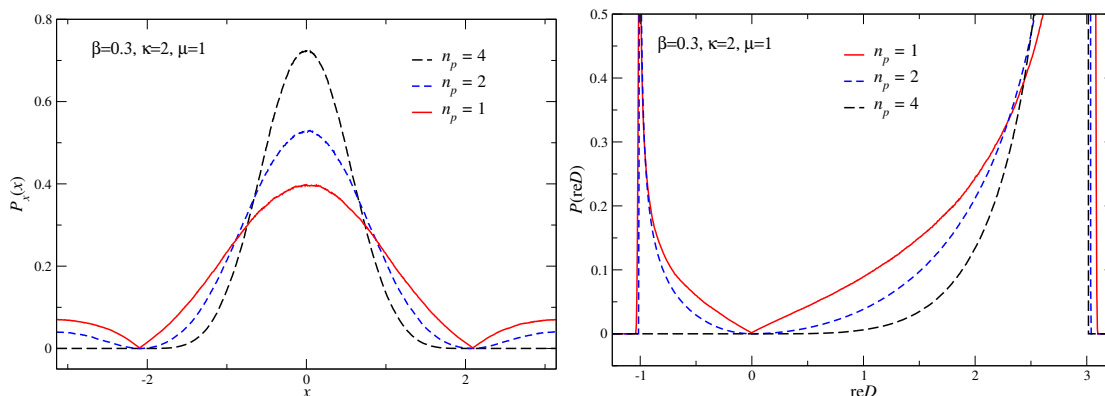 β=0.3, κ=2, μ=1
n_p = 4
n_p = 2
n_p = 1
P_x(x)
0.8
0.6
0.4
0.2
0
-2
0
2
x
β=0.3, κ=2, μ=1
n_p = 1
n_p = 2
n_p = 4
P(reD)
0.5
0.4
0.3
0.2
0.1
0
-1
0
1
2
3
reD